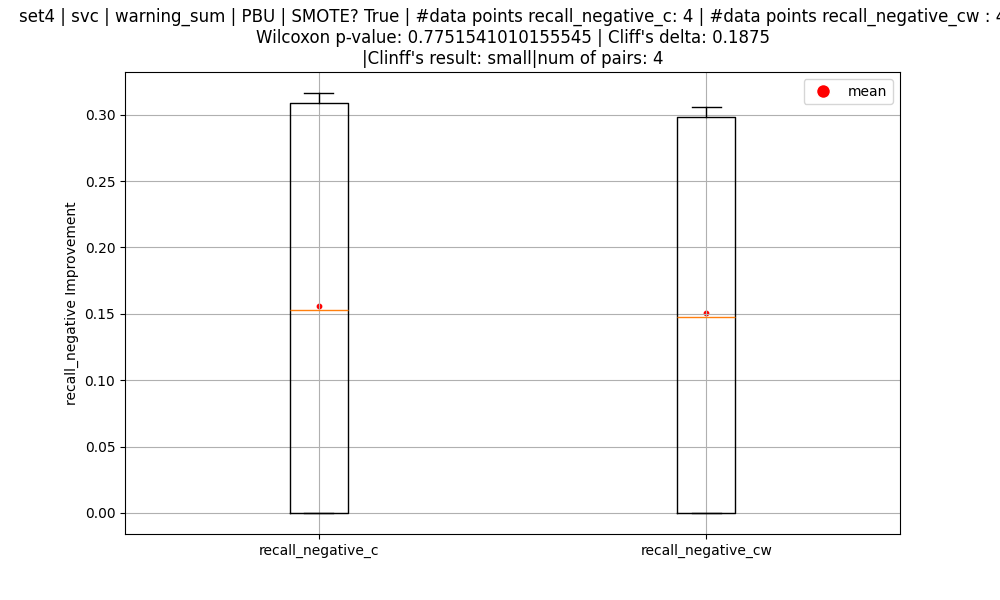 set4 | svc | warning_sum | PBU | SMOTE? True | #data points recall_negative_c: 4 | #data points recall_negative_cw :
Wilcoxon p-value: 0.7751541010155545 | Cliff's delta: 0.1875
|Clinff's result: small|num of pairs: 4
mean
0.30
0.25
0.20
0.15
0.10
0.05
0.00
recall_negative Improvement
recall_negative_c
recall_negative_cw